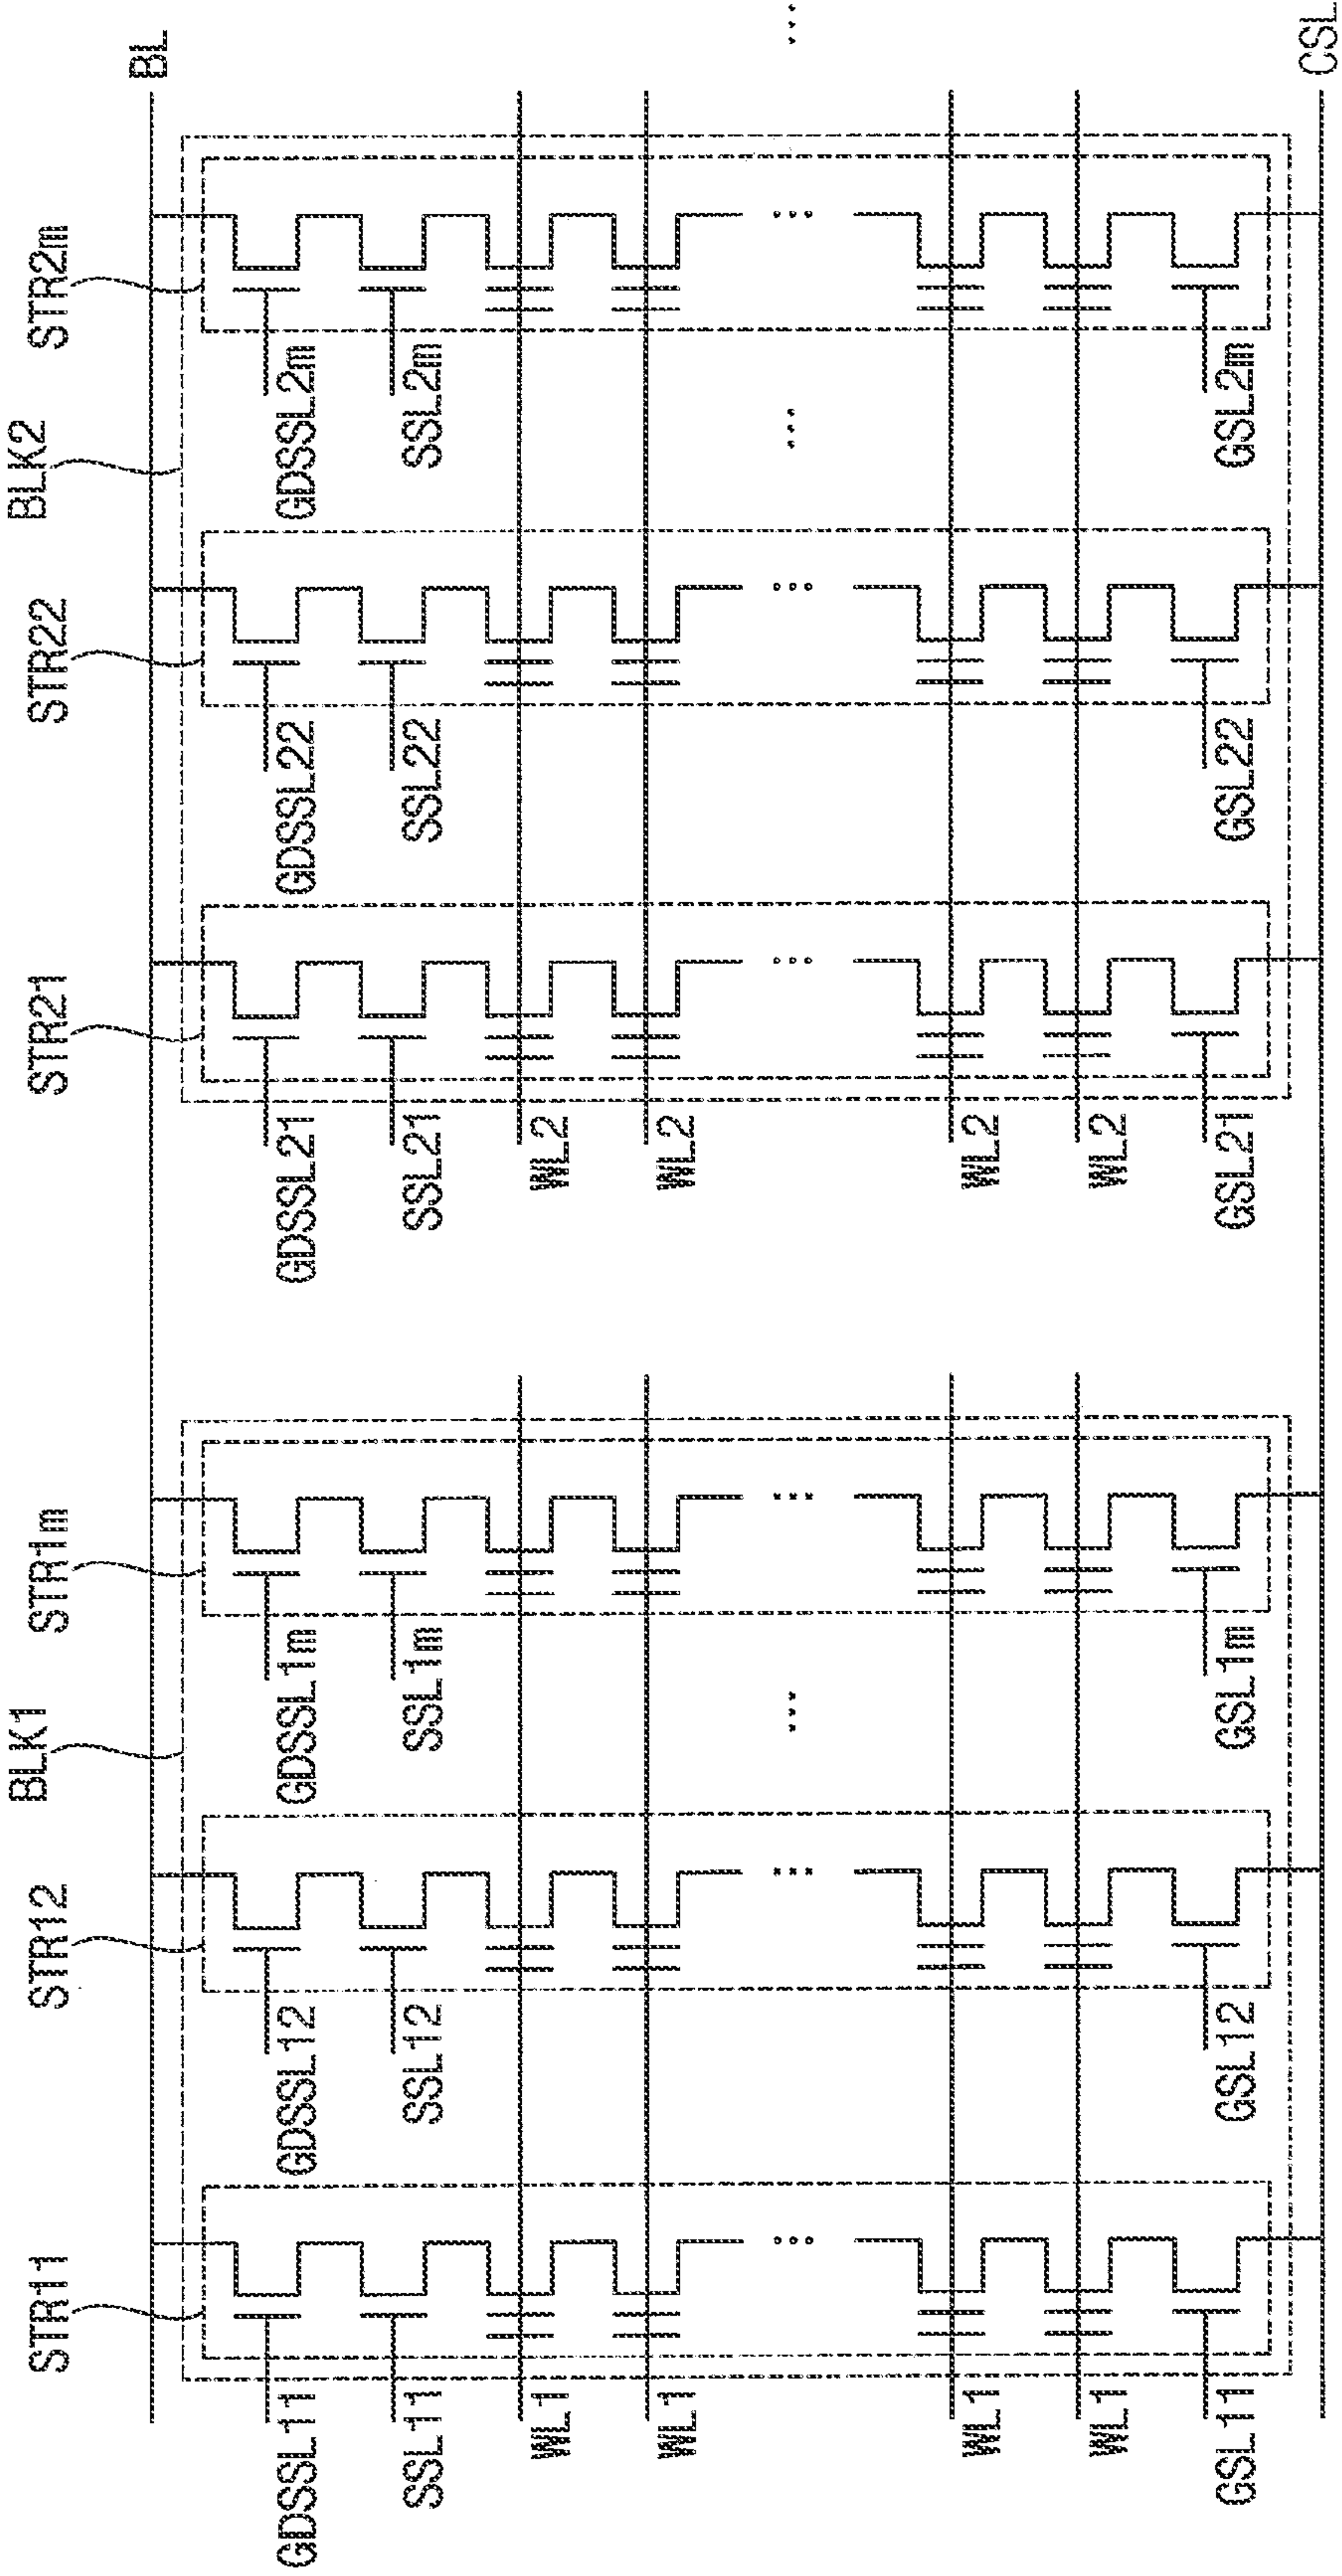 BLK1 BLK2
STR11 STR12 STR1m STR21 STR22 STR2m
BL
GDSSL11 GDSSL12 GDSSL1m GDSSL21 GDSSL22 GDSSL2m
SSL11 SSL12 SSL1m SSL21 SSL22 SSL2m
WL1 WL2
WL1 WL2
... ... ... ... ... ... ... ... ...
WL1 WL2
WL1 WL2
GSL11 GSL12 GSL1m GSL21 GSL22 GSL2m
CSL